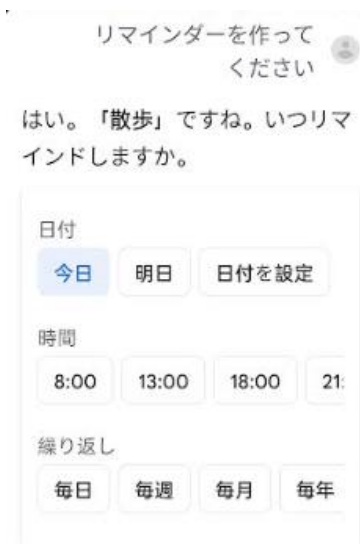 リマインダーを作って
ください
はい。「散歩」ですね。いつリマ
インドしますか。
日付
今日 明日 日付を設定
時間
8:00 13:00 18:00 21:
繰り返し
毎日 毎週 毎月 毎年